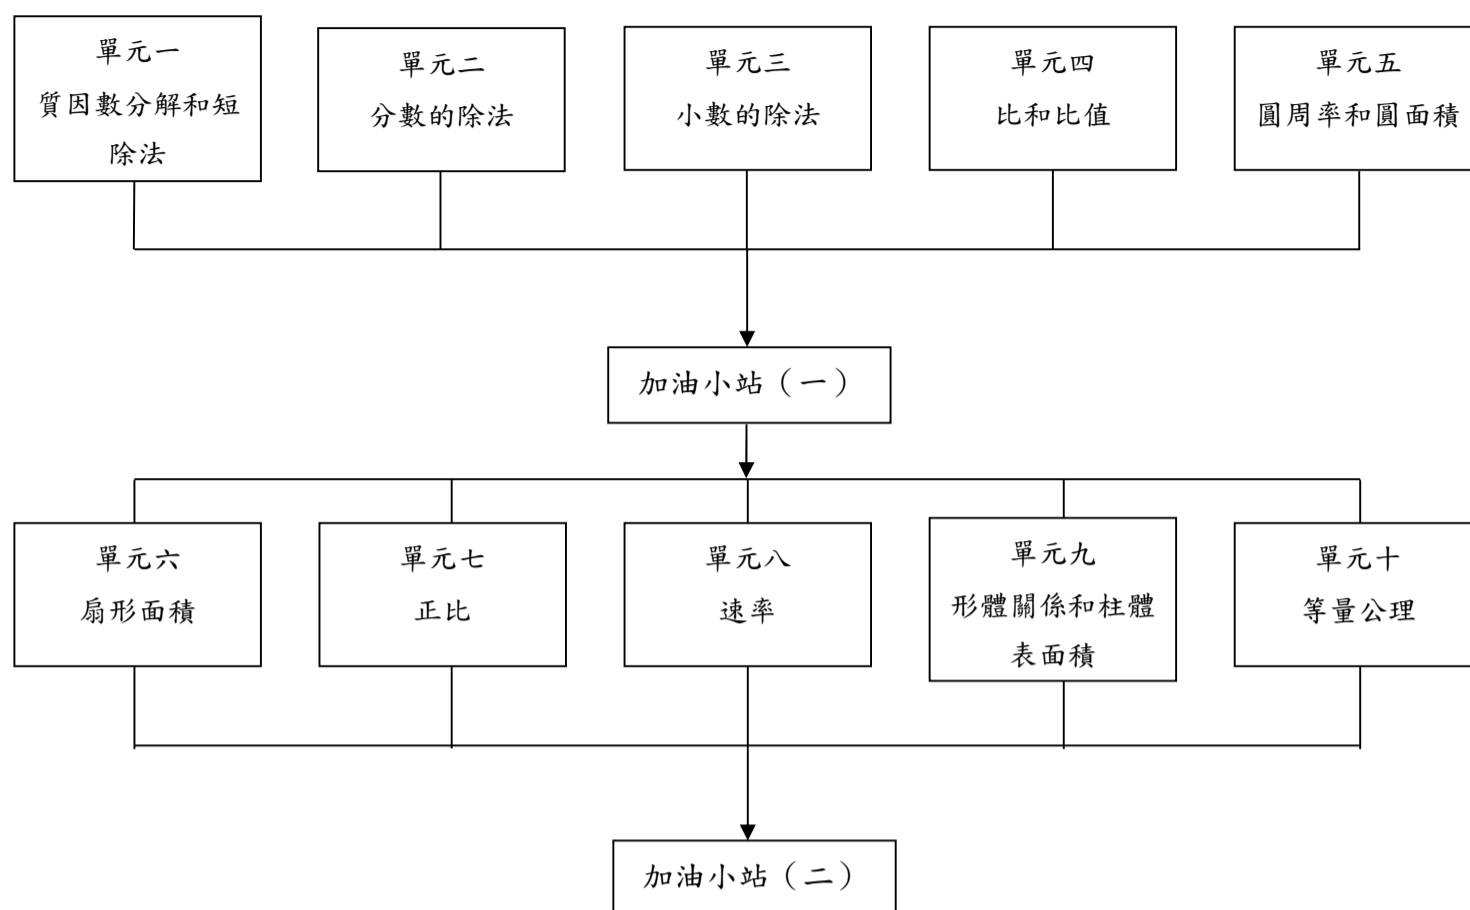 單元一
質因數分解和短
除法
單元二
分數的除法
單元三
小數的除法
單元四
比和比值
單元五
圓周率和圓面積
加油小站（一）
單元六
扇形面積
單元七
正比
單元八
速率
單元九
形體關係和柱體
表面積
單元十
等量公理
加油小站（二）